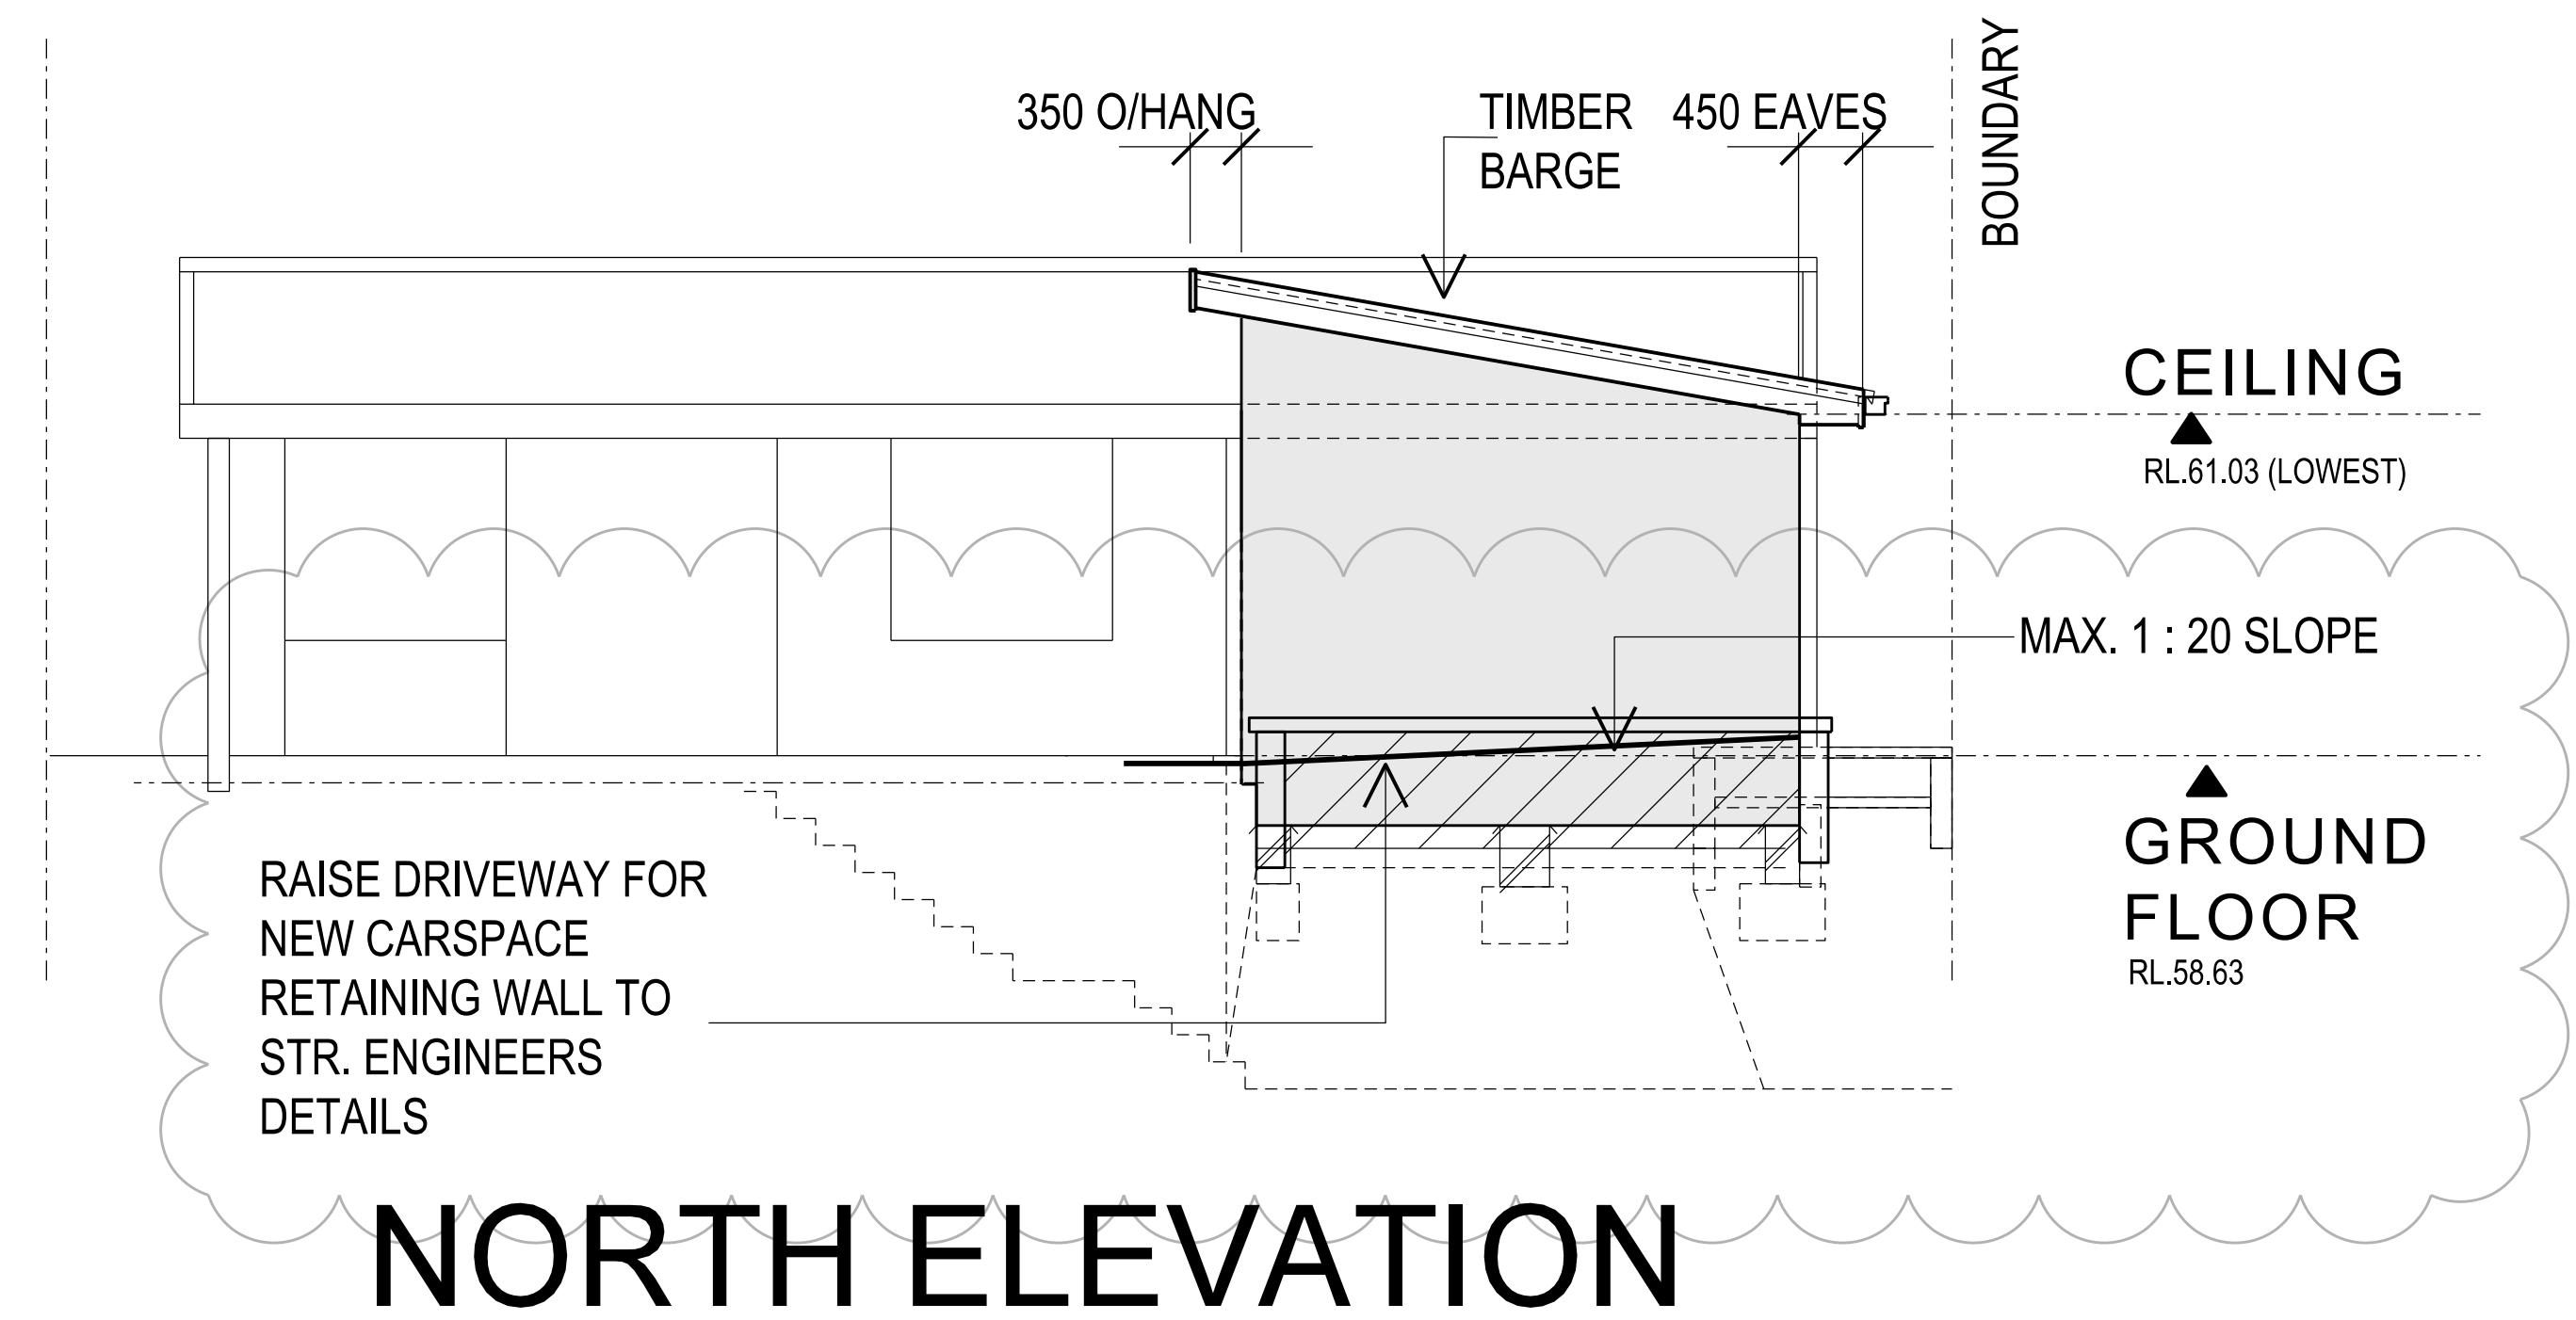 350 O/HANG
TIMBER
BARGE
450 EAVES
BOUNDARY
CEILING
RL.61.03 (LOWEST)
MAX. 1 : 20 SLOPE
GROUND
FLOOR
RL.58.63
RAISE DRIVEWAY FOR
NEW CARSPACE
RETAINING WALL TO
STR. ENGINEERS
DETAILS
NORTH ELEVATION